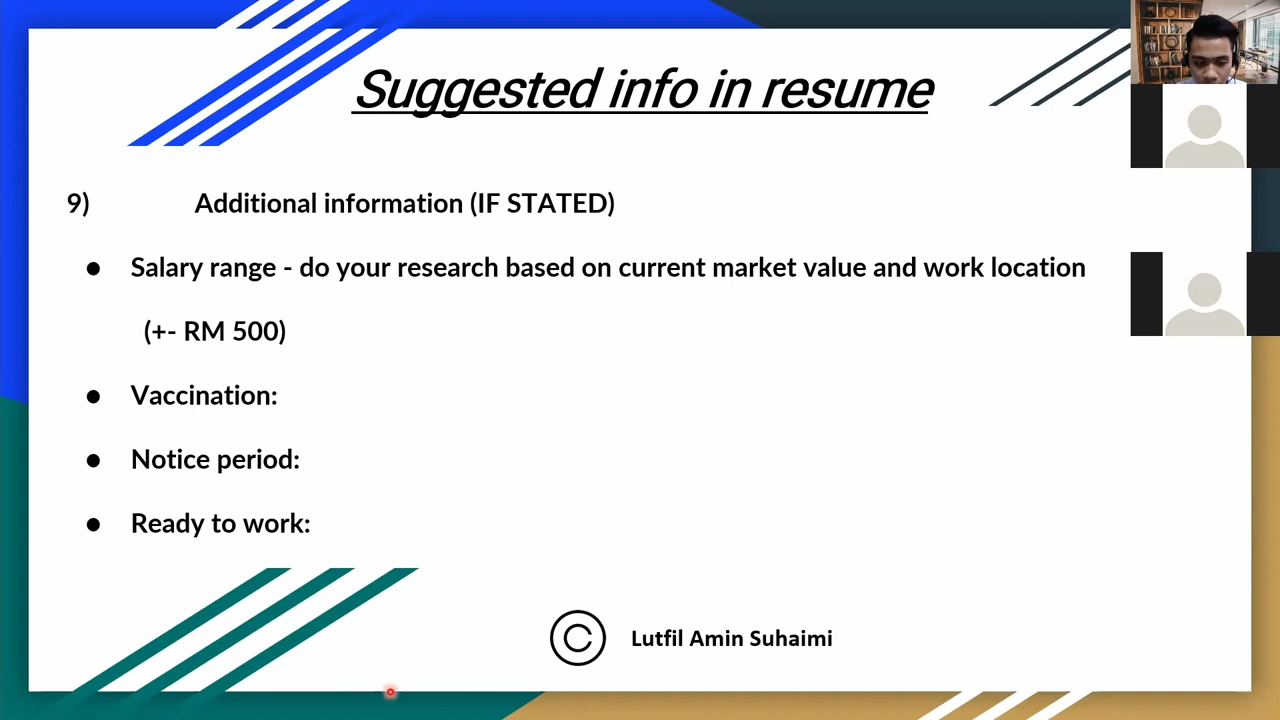 Suggested info in resume
9) Additional information (IF STATED)
● Salary range - do your research based on current market value and work location
(+- RM 500)
● Vaccination:
● Notice period:
● Ready to work:
© Lutfil Amin Suhaimi